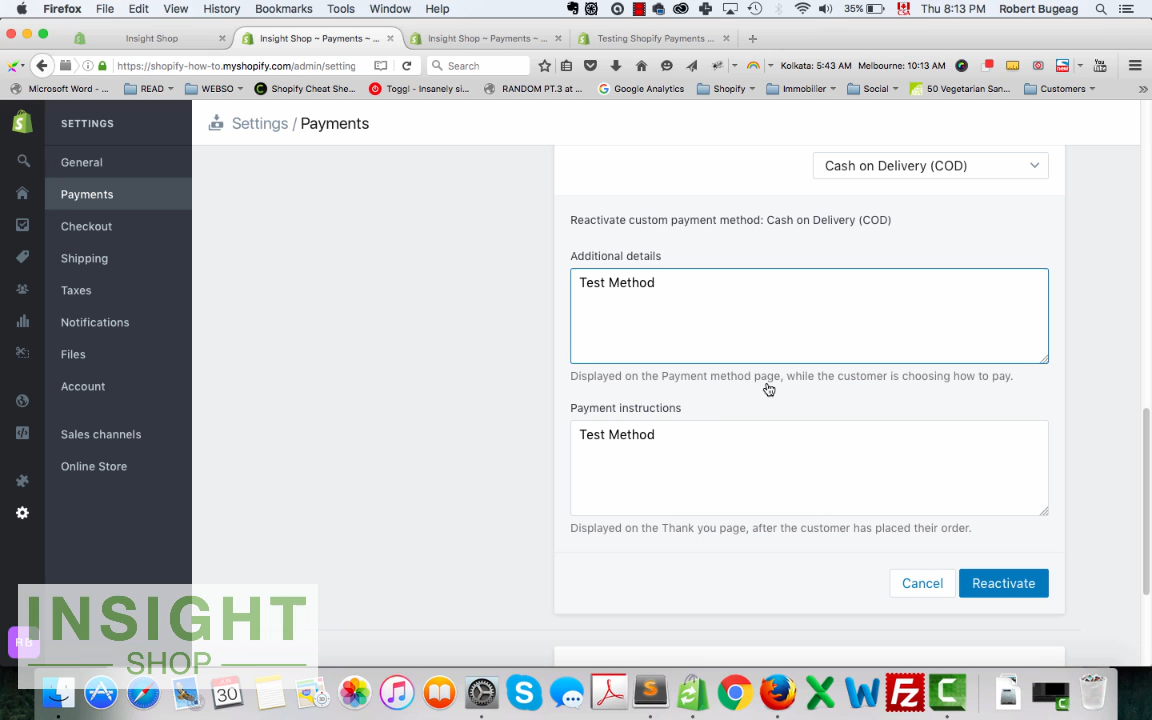 Firefox File Edit View History Bookmarks Tools Window Help 35% Thu 8:13 PM Robert Bugeag
Insight Shop Insight Shop ~ Payments ~ ... Insight Shop ~ Payments ~ ... Testing Shopify Payments ...
https://shopify-how-to.myshopify.com/admin/setting Search Kolkata: 5:43 AM Melbourne: 10:13 AM
Microsoft Word - ... READ WEBSO Shopify Cheat She... Toggl - Insanely si... RANDOM PT.3 at ... Google Analytics Shopify Immobilier Social 50 Vegetarian San... Customers
SETTINGS
Settings / Payments
General
Payments
Checkout
Shipping
Taxes
Notifications
Files
Account
Sales channels
Online Store
Cash on Delivery (COD)
Reactivate custom payment method: Cash on Delivery (COD)
Additional details
Test Method
Displayed on the Payment method page, while the customer is choosing how to pay.
Payment instructions
Test Method
Displayed on the Thank you page, after the customer has placed their order.
Cancel Reactivate
INSIGHT
SHOP
30